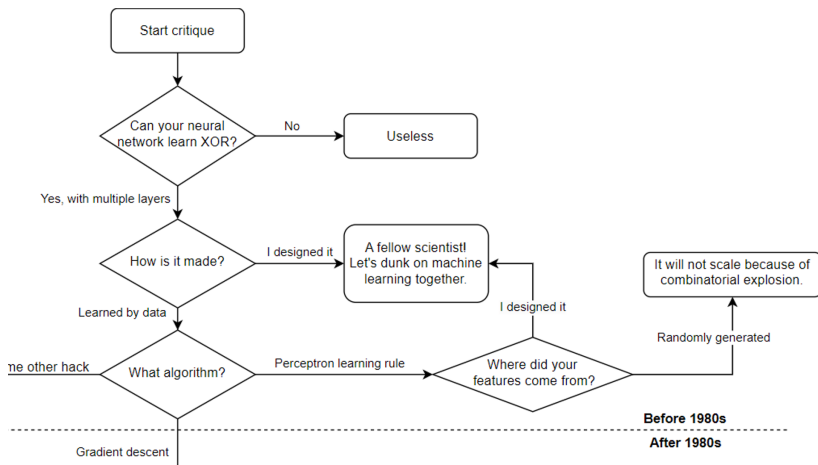 Start critique
Can your neural
network learn XOR?
No
Useless
Yes, with multiple layers
How is it made?
I designed it
A fellow scientist!
Let's dunk on machine
learning together.
It will not scale because of
combinatorial explosion.
Learned by data
I designed it
Randomly generated
me other hack
What algorithm?
Perceptron learning rule
Where did your
features come from?
Before 1980s
After 1980s
Gradient descent